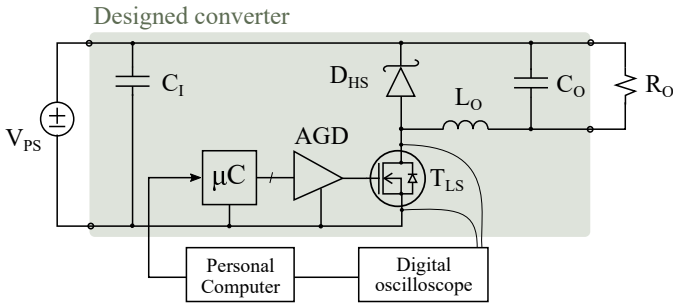 Designed converter
C_I
D_HS
L_O
C_O
R_O
V_PS
AGD
μC
T_LS
Personal
Computer
Digital
oscilloscope